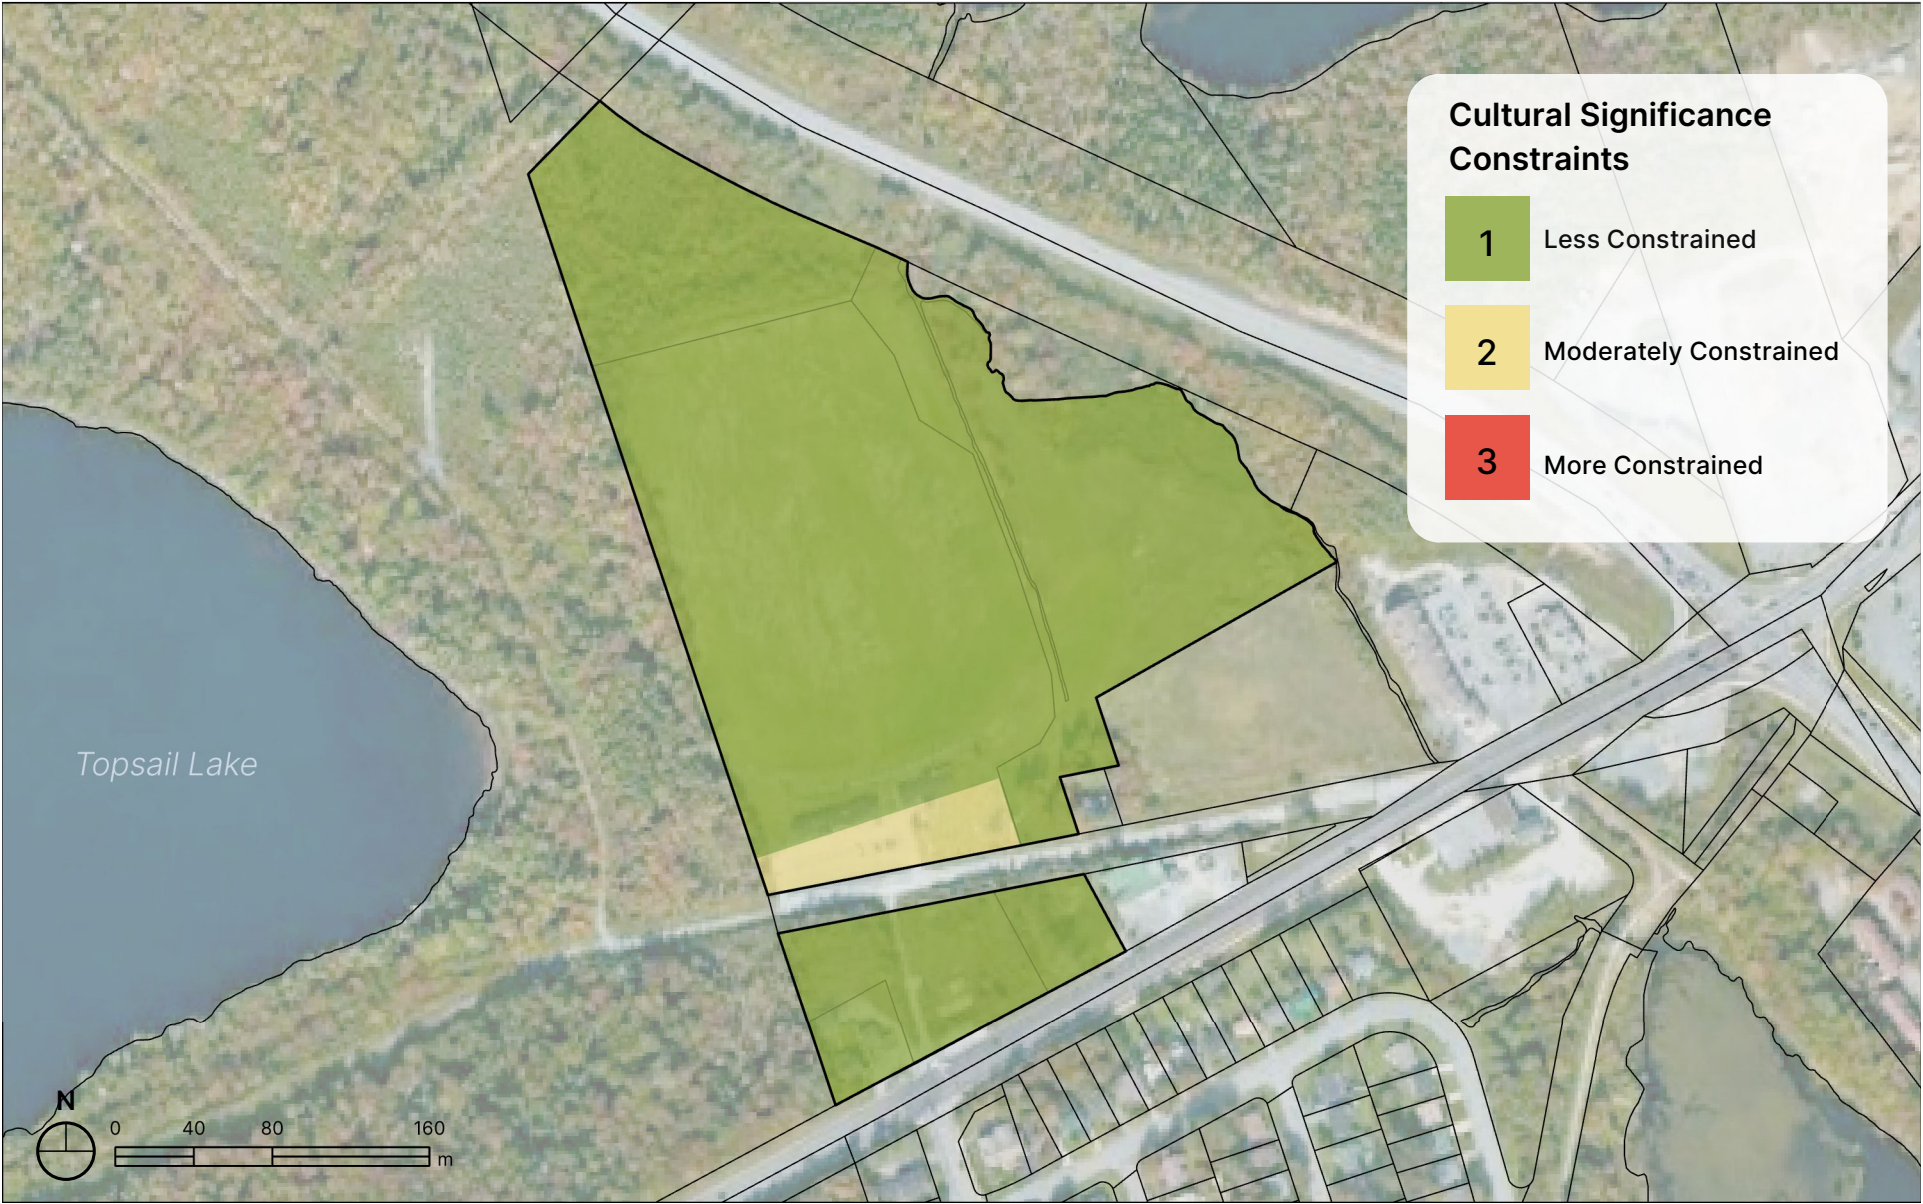 Cultural Significance
Constraints
1 Less Constrained
2 Moderately Constrained
3 More Constrained
Topsail Lake
N
0 40 80 160
m